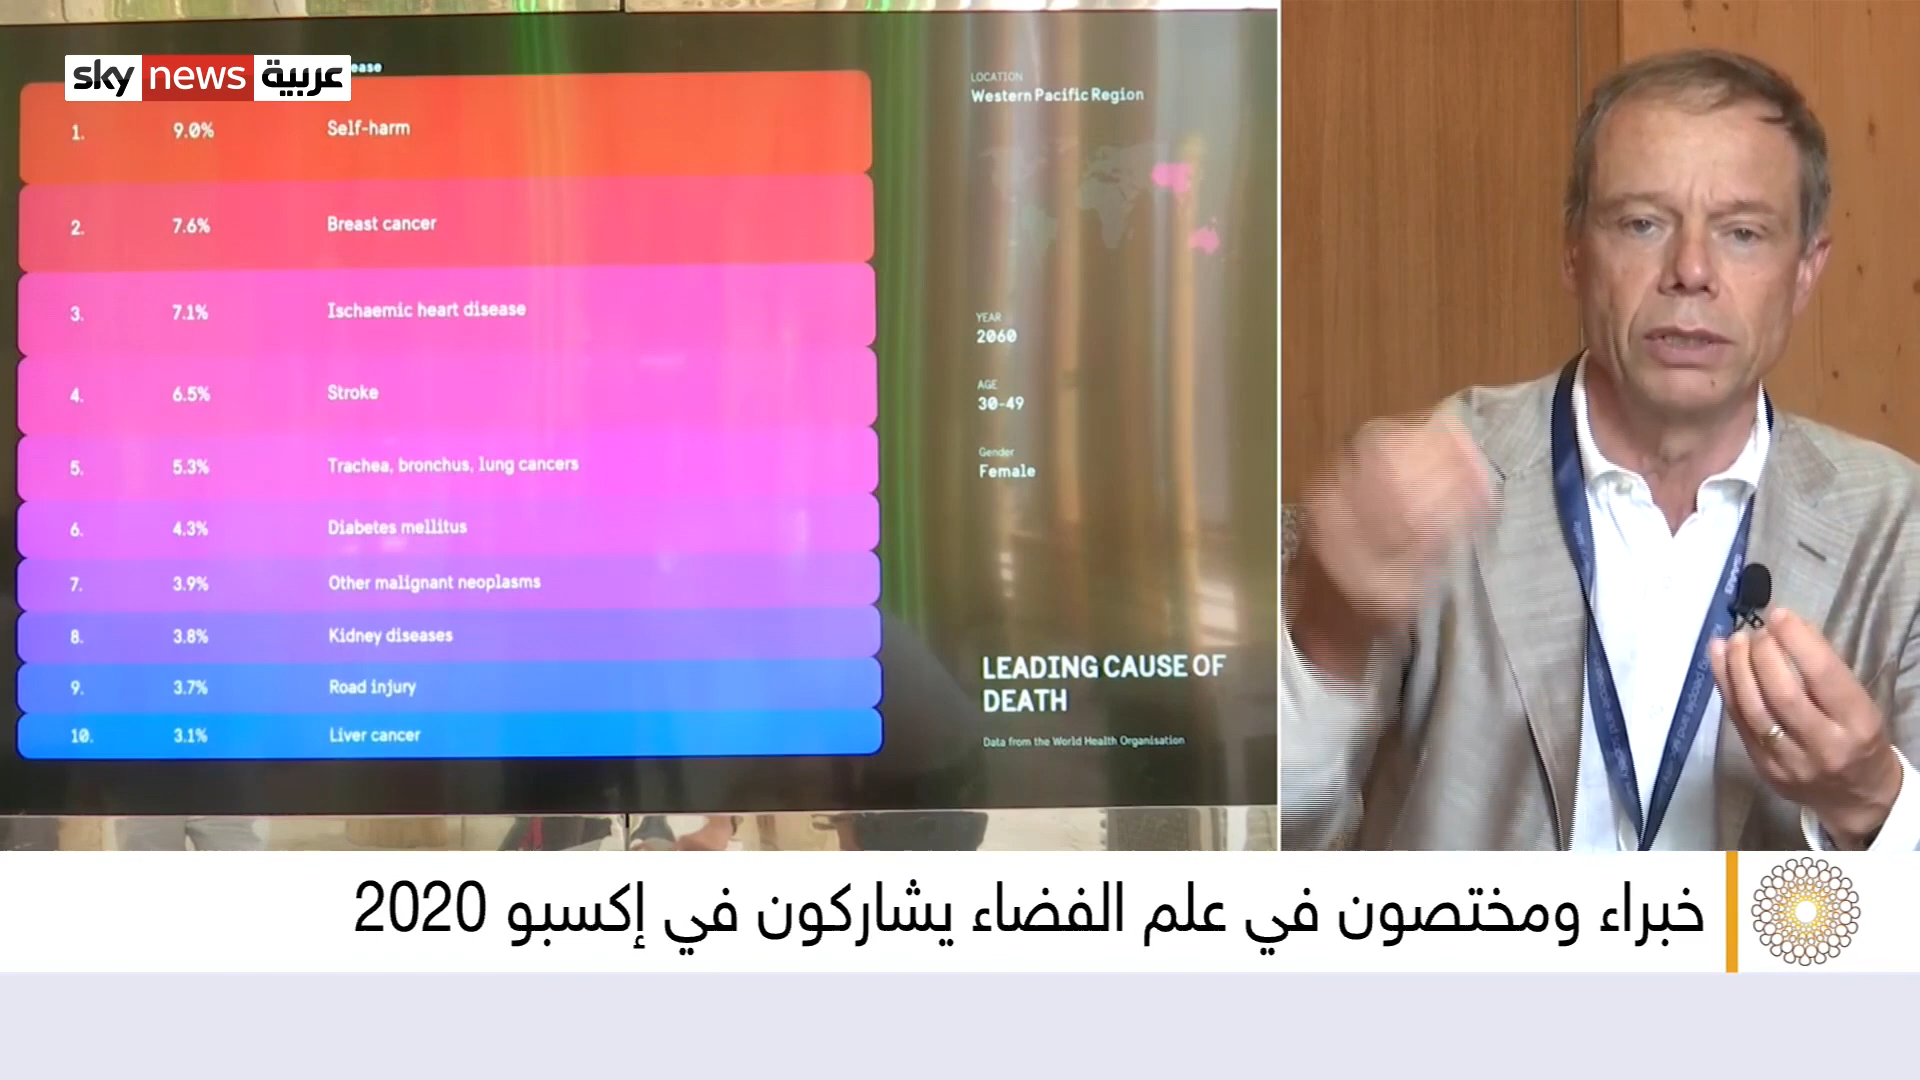 sky news عربية
ease
1. 9.0% Self-harm
2. 7.6% Breast cancer
3. 7.1% Ischaemic heart disease
4. 6.5% Stroke
5. 5.3% Trachea, bronchus, lung cancers
6. 4.3% Diabetes mellitus
7. 3.9% Other malignant neoplasms
8. 3.8% Kidney diseases
9. 3.7% Road injury
10. 3.1% Liver cancer
LOCATION
Western Pacific Region
YEAR
2060
AGE
30-49
Gender
Female
LEADING CAUSE OF
DEATH
Data from the World Health Organisation
خبراء ومختصون في علم الفضاء يشاركون في إكسبو 2020